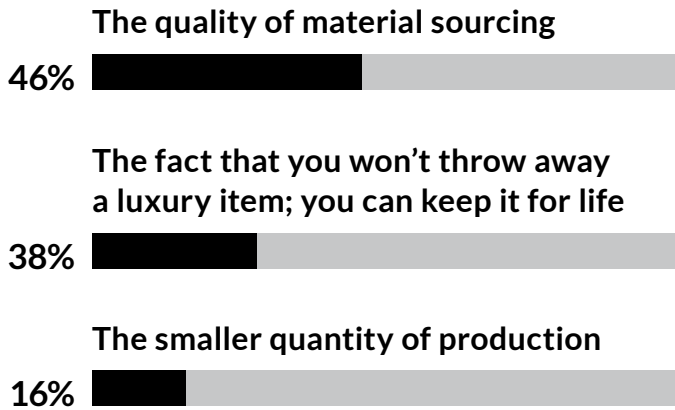 The quality of material sourcing
46%
The fact that you won’t throw away
a luxury item; you can keep it for life
38%
The smaller quantity of production
16%